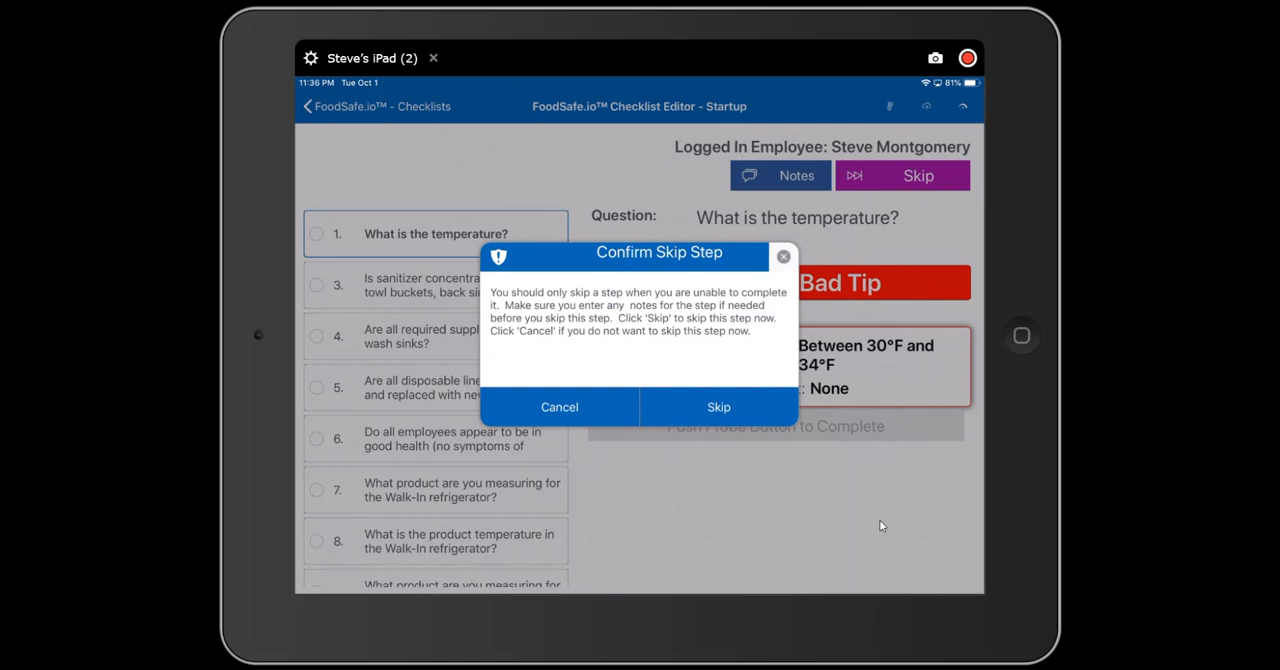 Steve's iPad (2)
11:36 PM Tue Oct 1
81%
FoodSafe.io™ - Checklists
FoodSafe.io™ Checklist Editor - Startup
Logged In Employee: Steve Montgomery
Notes
Skip
Question:
What is the temperature?
1. What is the temperature?
3. Is sanitizer concentra
towl buckets, back si
4. Are all required suppl
wash sinks?
5. Are all disposable line
and replaced with ne
6. Do all employees appear to be in
good health (no symptoms of
7. What product are you measuring for
the Walk-In refrigerator?
8. What is the product temperature in
the Walk-In refrigerator?
What product are you measuring for
Confirm Skip Step
You should only skip a step when you are unable to complete
it. Make sure you enter any notes for the step if needed
before you skip this step. Click 'Skip' to skip this step now.
Click 'Cancel' if you do not want to skip this step now.
Cancel
Skip
Bad Tip
Between 30°F and
34°F
: None
Push Probe Button to Complete